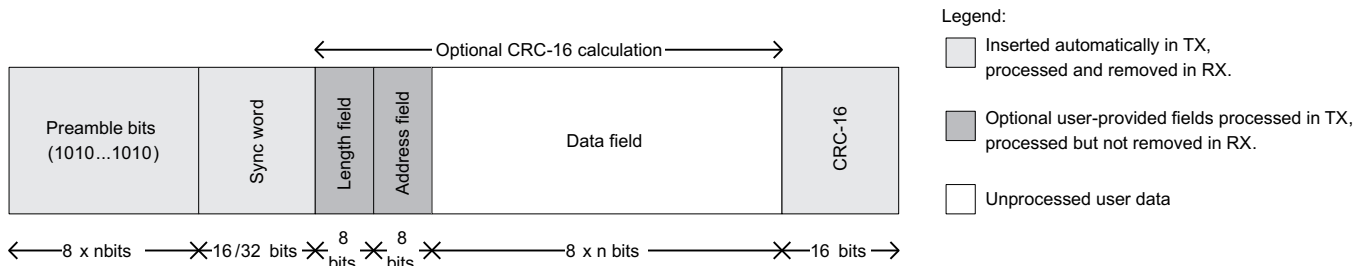 Legend:
Optional CRC-16 calculation
Inserted automatically in TX,
processed and removed in RX.
Preamble bits
(1010...1010)
Sync word
Length field
Address field
Data field
CRC-16
Optional user-provided fields processed in TX,
processed but not removed in RX.
Unprocessed user data
8 x nbits
16/32 bits
8
bits
8
bits
8 x n bits
16 bits